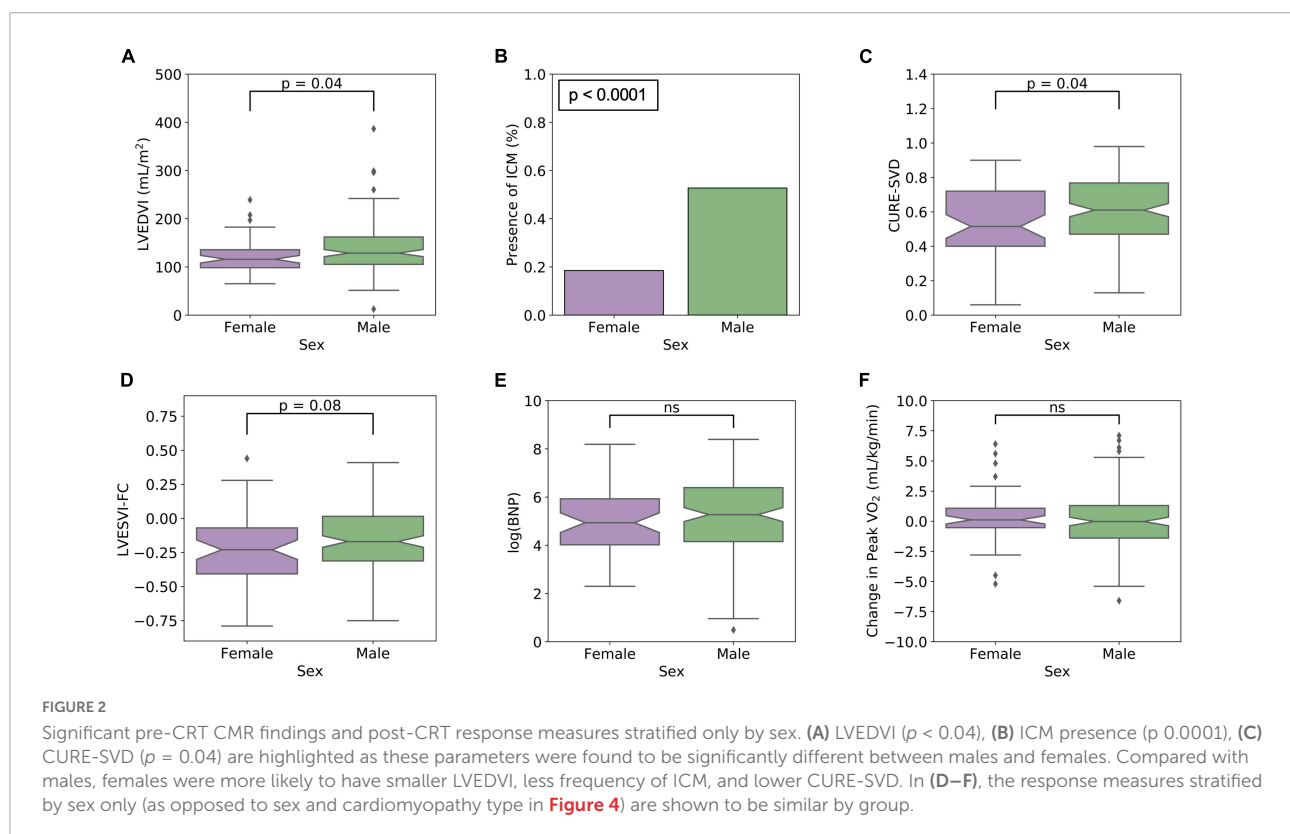 A
500
400
300
200
100
0
LVEDVI (mL/m²)
p = 0.04
Female
Male
Sex
B
1.0
0.8
0.6
0.4
0.2
0.0
Presence of ICM (%)
p < 0.0001
Female
Male
Sex
C
1.4
1.2
1.0
0.8
0.6
0.4
0.2
0.0
CURE-SVD
p = 0.04
Female
Male
Sex
D
0.75
0.50
0.25
0.00
−0.25
−0.50
−0.75
LVESVI-FC
p = 0.08
Female
Male
Sex
E
10
8
6
4
2
0
log(BNP)
ns
Female
Male
Sex
F
10.0
7.5
5.0
2.5
0.0
−2.5
−5.0
−7.5
−10.0
Change in Peak VO₂ (mL/kg/min)
ns
Female
Male
Sex
FIGURE 2
Significant pre-CRT CMR findings and post-CRT response measures stratified only by sex. (A) LVEDVI (p < 0.04), (B) ICM presence (p 0.0001), (C)
CURE-SVD (p = 0.04) are highlighted as these parameters were found to be significantly different between males and females. Compared with
males, females were more likely to have smaller LVEDVI, less frequency of ICM, and lower CURE-SVD. In (D–F), the response measures stratified
by sex only (as opposed to sex and cardiomyopathy type in Figure 4) are shown to be similar by group.